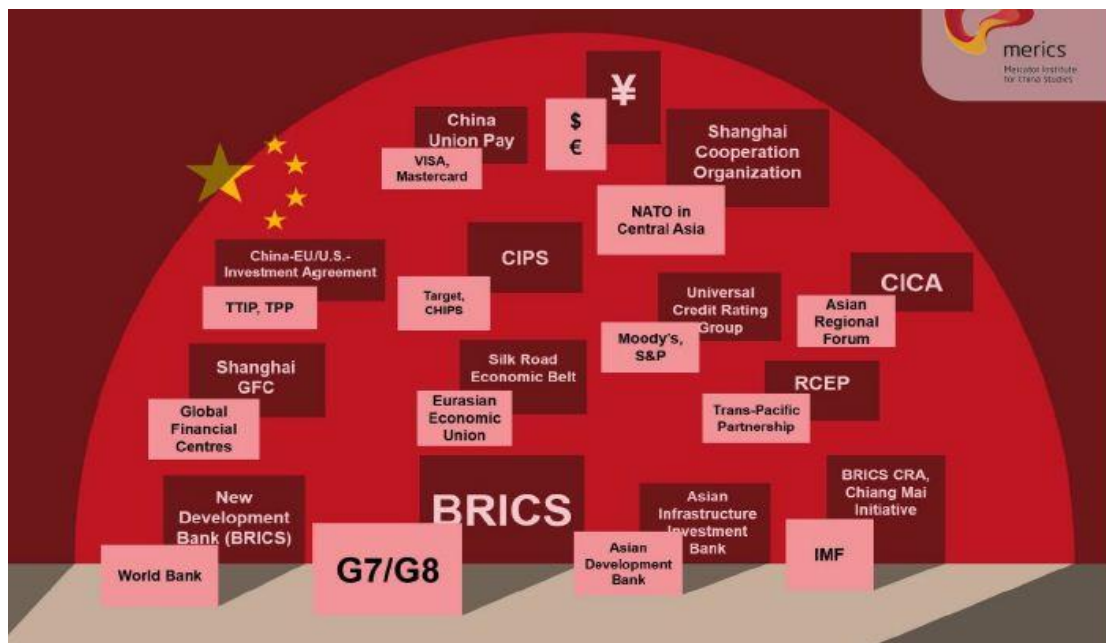 merics
Mercator Institute
for China Studies
¥
$
€
China
Union Pay
VISA,
Mastercard
Shanghai
Cooperation
Organization
NATO in
Central Asia
China-EU/U.S.-
Investment Agreement
TTIP, TPP
CIPS
Target,
CHIPS
Universal
Credit Rating
Group
Moody's,
S&P
CICA
Asian
Regional
Forum
Shanghai
GFC
Global
Financial
Centres
Silk Road
Economic Belt
Eurasian
Economic
Union
RCEP
Trans-Pacific
Partnership
New
Development
Bank (BRICS)
World Bank
BRICS
G7/G8
Asian
Infrastructure
Investment
Bank
Asian
Development
Bank
BRICS CRA,
Chiang Mai
Initiative
IMF